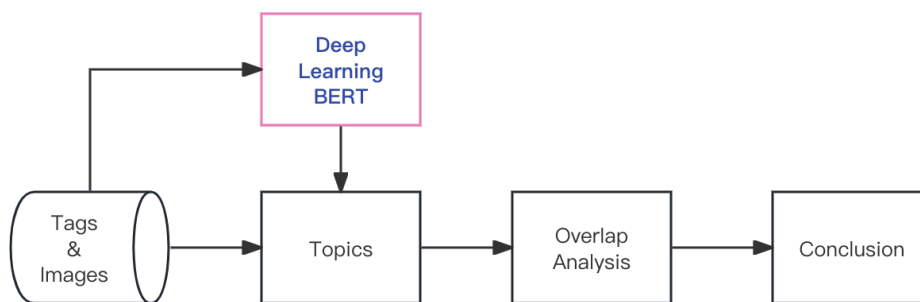 Deep
Learning
BERT
Tags
&
Images
Topics
Overlap
Analysis
Conclusion